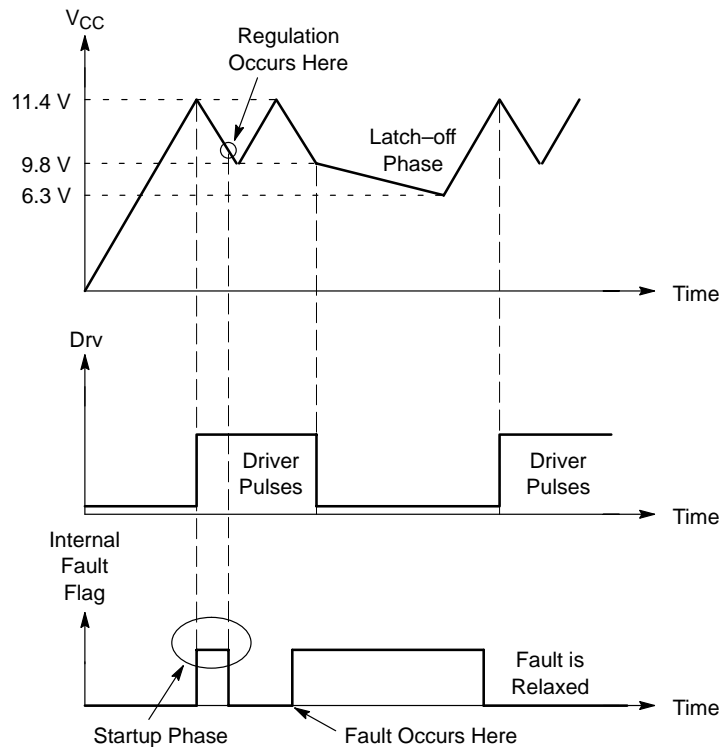 V_CC
Regulation
Occurs Here
11.4 V
Latch–off
Phase
9.8 V
6.3 V
Time
Drv
Driver
Pulses
Driver
Pulses
Time
Internal
Fault
Flag
Fault is
Relaxed
Time
Startup Phase
Fault Occurs Here